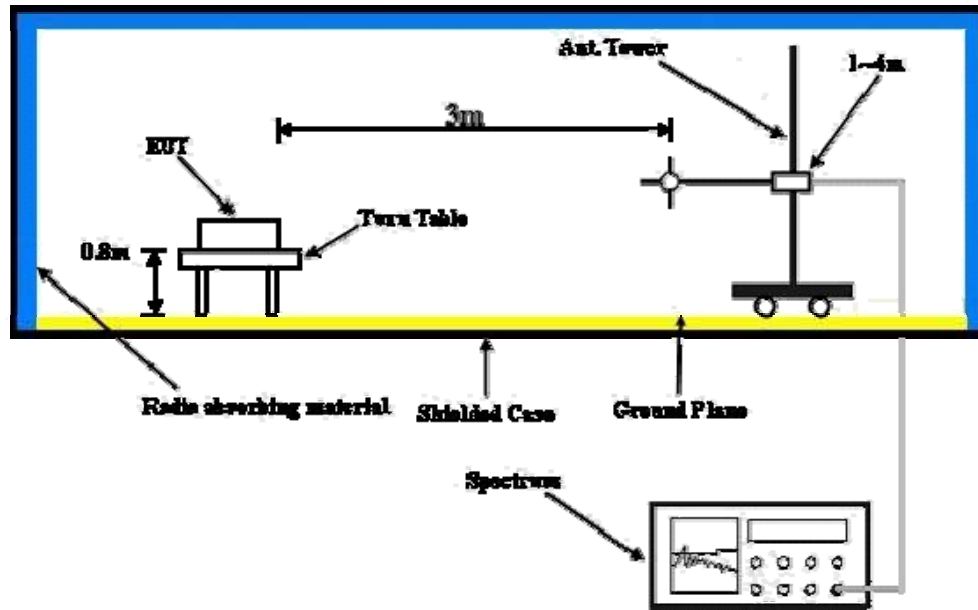 Ant. Tower
1~4m
3m
EUT
Turn Table
0.8m
Radio absorbing material
Shielded Case
Ground Plane
Spectrum